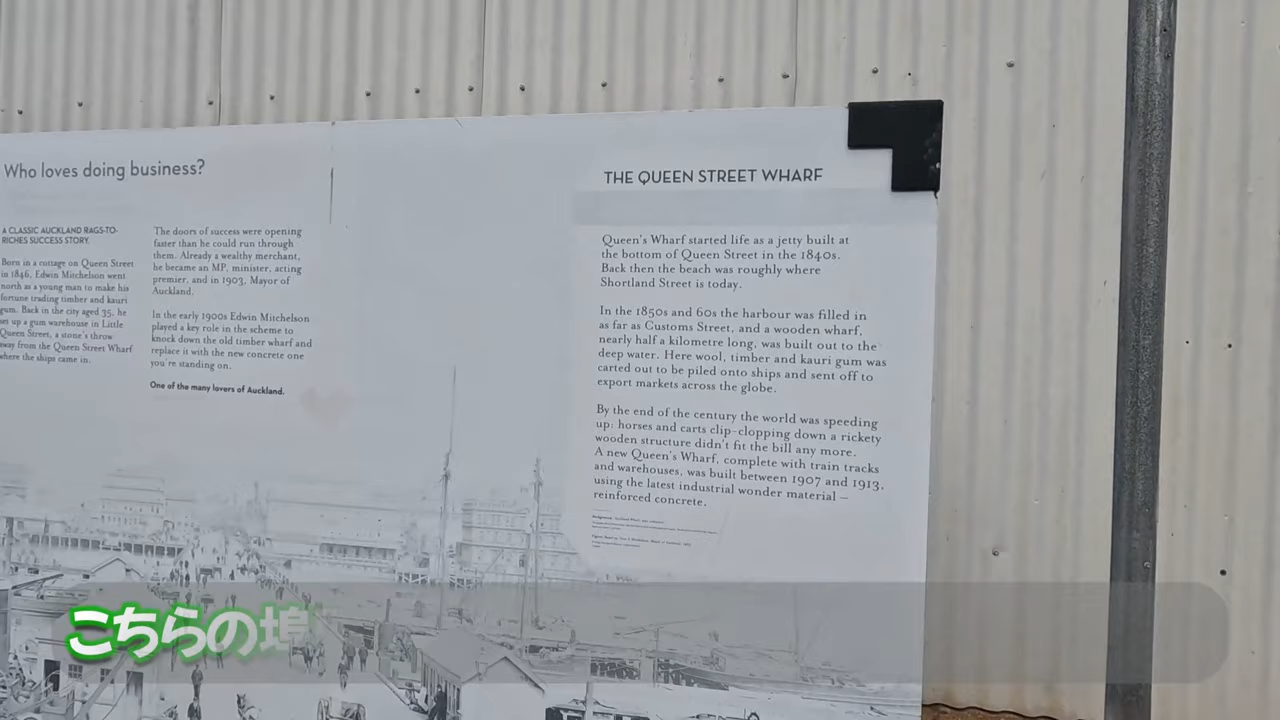 Who loves doing business?
A CLASSIC AUCKLAND RAGS-TO-
RICHES SUCCESS STORY.
Born in a cottage on Queen Street
in 1846, Edwin Mitchelson went
north as a young man to make his
fortune trading timber and kauri
gum. Back in the city aged 35, he
set up a gum warehouse in Little
Queen Street, a stone's throw
away from the Queen Street Wharf
where the ships came in.
The doors of success were opening
faster than he could run through
them. Already a wealthy merchant,
he became an MP, minister, acting
premier, and in 1903, Mayor of
Auckland.
In the early 1900s Edwin Mitchelson
played a key role in the scheme to
knock down the old timber wharf and
replace it with the new concrete one
you're standing on.
One of the many lovers of Auckland.
THE QUEEN STREET WHARF
Queen's Wharf started life as a jetty built at
the bottom of Queen Street in the 1840s.
Back then the beach was roughly where
Shortland Street is today.
In the 1850s and 60s the harbour was filled in
as far as Customs Street, and a wooden wharf,
nearly half a kilometre long, was built out to the
deep water. Here wool, timber and kauri gum was
carted out to be piled onto ships and sent off to
export markets across the globe.
By the end of the century the world was speeding
up: horses and carts clip-clopping down a rickety
wooden structure didn't fit the bill any more.
A new Queen's Wharf, complete with train tracks
and warehouses, was built between 1907 and 1913,
using the latest industrial wonder material –
reinforced concrete.
こちらの埠